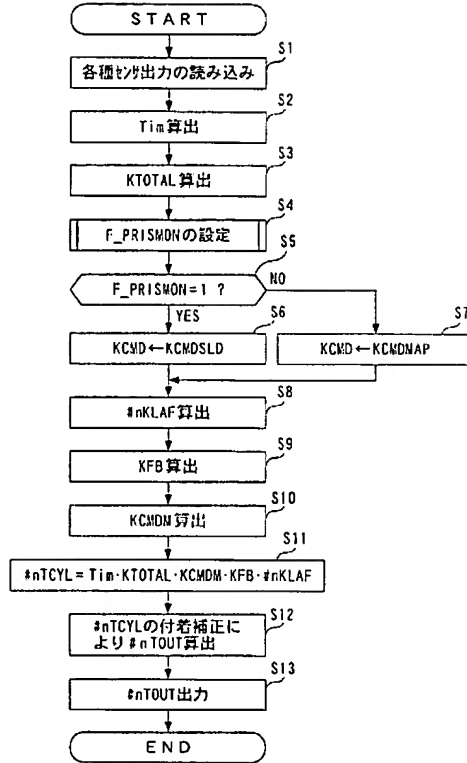 START
S1
各種センサ出力の読み込み
S2
Tim算出
S3
KTOTAL算出
S4
F_PRISMONの設定
S5
F_PRISMON=1 ?
NO
YES
S6
KCMD←KCMDSLD
S7
KCMD←KCMDMAP
S8
#nKLAF算出
S9
KFB算出
S10
KCMDM算出
S11
#nTCYL=Tim·KTOTAL·KCMDM·KFB·#nKLAF
S12
#nTCYLの付着補正に
より#nTOUT算出
S13
#nTOUT出力
END